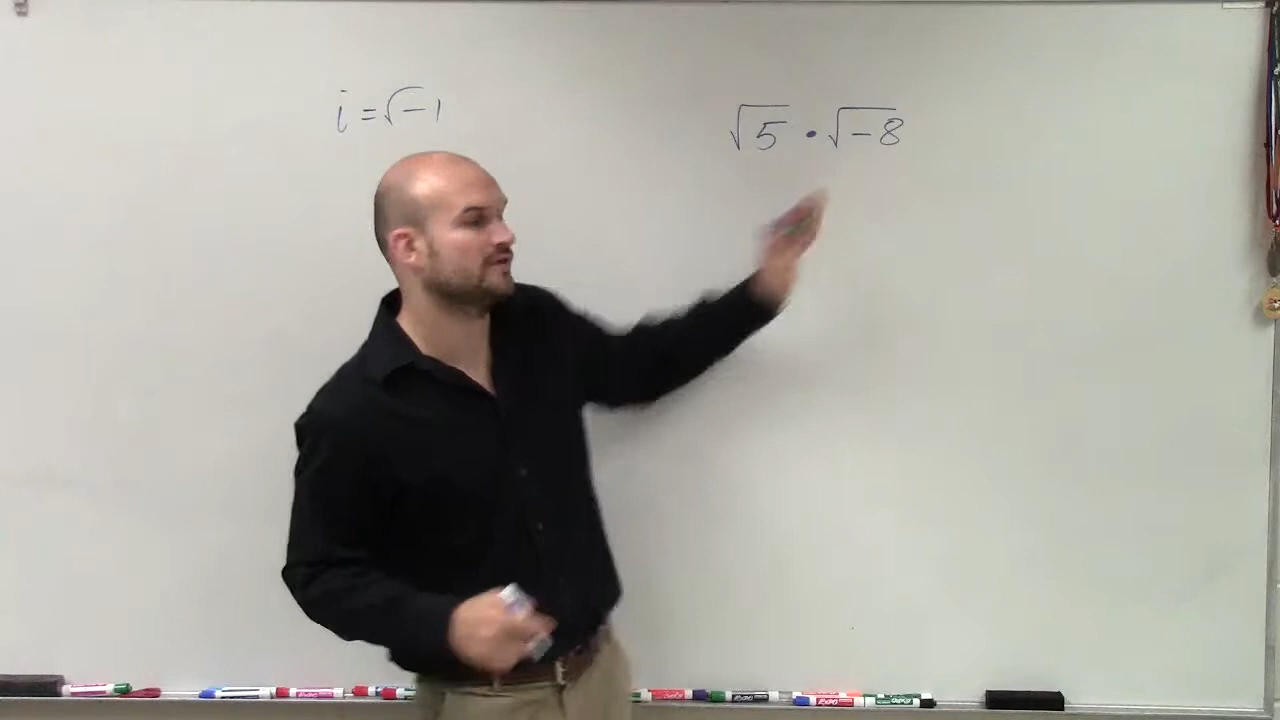 i = √-1
√5 · √-8